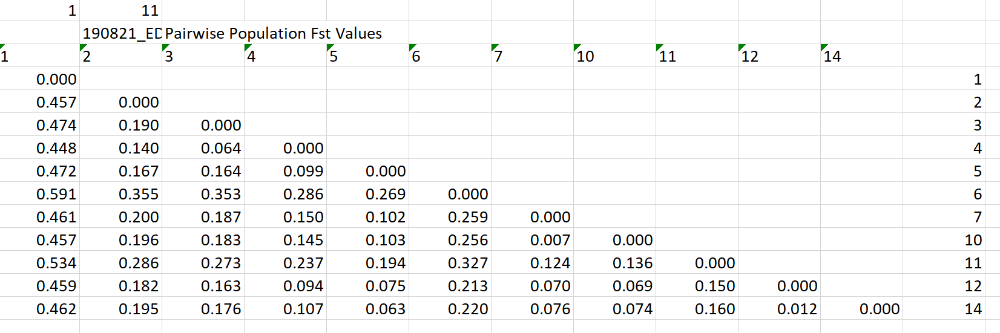 1 11
190821_ED Pairwise Population Fst Values
1 2 3 4 5 6 7 10 11 12 14
0.000 1
0.457 0.000 2
0.474 0.190 0.000 3
0.448 0.140 0.064 0.000 4
0.472 0.167 0.164 0.099 0.000 5
0.591 0.355 0.353 0.286 0.269 0.000 6
0.461 0.200 0.187 0.150 0.102 0.259 0.000 7
0.457 0.196 0.183 0.145 0.103 0.256 0.007 0.000 10
0.534 0.286 0.273 0.237 0.194 0.327 0.124 0.136 0.000 11
0.459 0.182 0.163 0.094 0.075 0.213 0.070 0.069 0.150 0.000 12
0.462 0.195 0.176 0.107 0.063 0.220 0.076 0.074 0.160 0.012 0.000 14